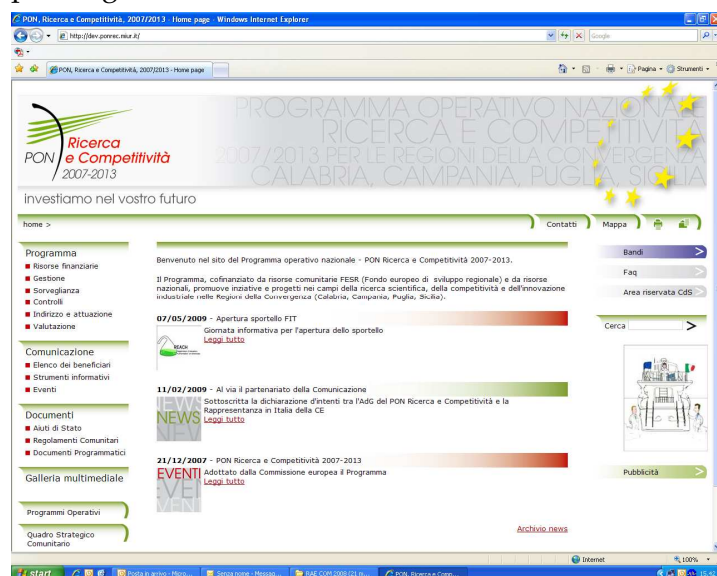 PON, Ricerca e Competitività, 2007/2013 - Home page - Windows Internet Explorer
http://dev.ponrec.miur.it/
Google
PON, Ricerca e Competitività, 2007/2013 - Home page
Pagina
Strumenti
PROGRAMMA OPERATIVO NAZIONALE
RICERCA E COMPETITIVITÀ
2007/2013 PER LE REGIONI DELLA CONVERGENZA
CALABRIA, CAMPANIA, PUGLIA, SICILIA
PON
Ricerca
e Competitività
2007-2013
investiamo nel vostro futuro
home >
Contatti
Mappa
Programma
Risorse finanziarie
Gestione
Sorveglianza
Controlli
Indirizzo e attuazione
Valutazione
Comunicazione
Elenco dei beneficiari
Strumenti informativi
Eventi
Documenti
Aiuti di Stato
Regolamenti Comunitari
Documenti Programmatici
Galleria multimediale
Programmi Operativi
Quadro Strategico
Comunitario
Benvenuto nel sito del Programma operativo nazionale - PON Ricerca e Competitività 2007-2013.
Il Programma, cofinanziato da risorse comunitarie FESR (Fondo europeo di sviluppo regionale) e da risorse
nazionali, promuove iniziative e progetti nei campi della ricerca scientifica, della competitività e dell'innovazione
industriale nelle Regioni della Convergenza (Calabria, Campania, Puglia, Sicilia).
07/05/2009 - Apertura sportello FIT
REACH
Giornata informativa per l'apertura dello sportello
Leggi tutto
11/02/2009 - Al via il partenariato della Comunicazione
NEWS
Sottoscritta la dichiarazione d'intenti tra l'AdG del PON Ricerca e Competitività e la
Rappresentanza in Italia della CE
Leggi tutto
21/12/2007 - PON Ricerca e Competitività 2007-2013
EVENTI
Adottato dalla Commissione europea il Programma
Leggi tutto
Archivio news
Bandi
Faq
Area riservata CdS
Cerca
Pubblicità
Internet
100%
start
Posta in arrivo - Micro...
Senza nome - Messag...
RAE COM 2008 (21 m...
PON, Ricerca e Comp...
15.42